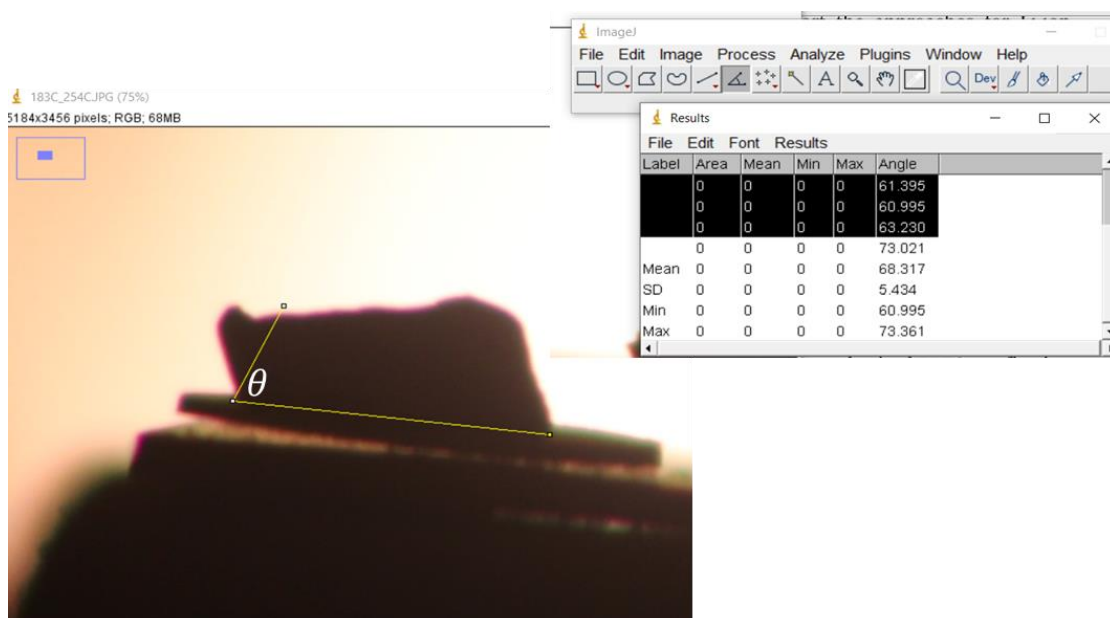 ImageJ
File Edit Image Process Analyze Plugins Window Help
Dev
183C_254C.JPG (75%)
5184x3456 pixels; RGB; 68MB
Results
File Edit Font Results
Label Area Mean Min Max Angle
0 0 0 0 61.395
0 0 0 0 60.995
0 0 0 0 63.230
0 0 0 0 73.021
Mean 0 0 0 0 68.317
SD 0 0 0 0 5.434
Min 0 0 0 0 60.995
Max 0 0 0 0 73.361
θ